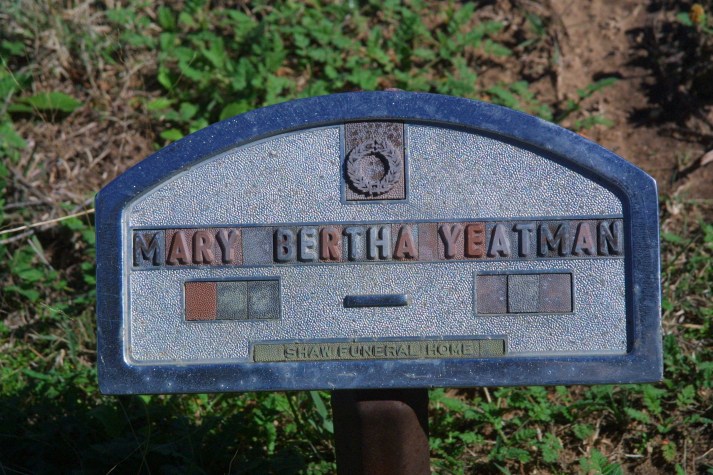 MARY BERTHA YEATMAN
SHAW FUNERAL HOME